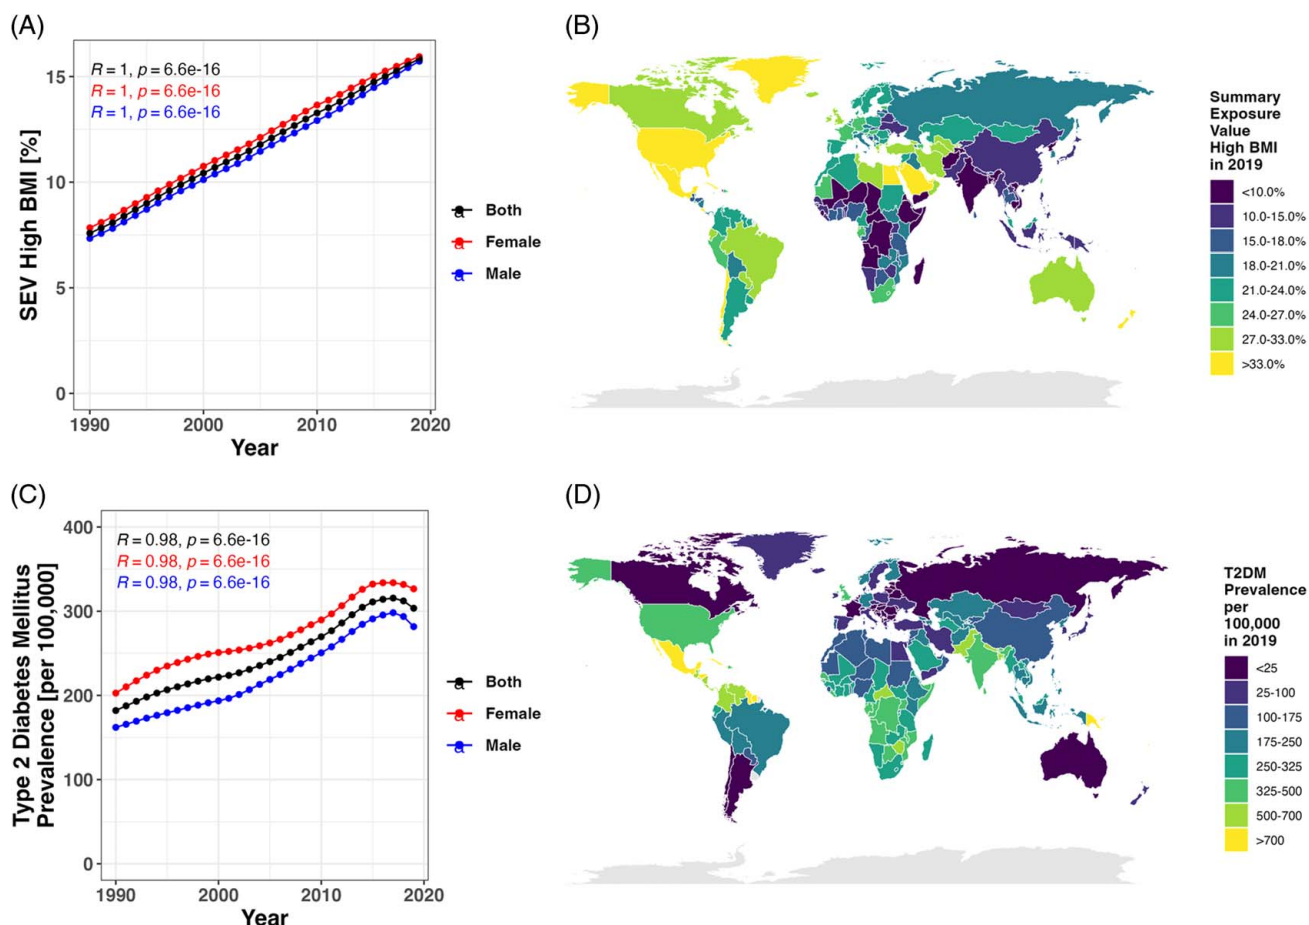 (A)
SEV High BMI [%]
15
10
5
0
R = 1, p = 6.6e-16
R = 1, p = 6.6e-16
R = 1, p = 6.6e-16
1990
2000
2010
2020
Year
Both
Female
Male
(B)
Summary
Exposure
Value
High BMI
in 2019
<10.0%
10.0-15.0%
15.0-18.0%
18.0-21.0%
21.0-24.0%
24.0-27.0%
27.0-33.0%
>33.0%
(C)
Type 2 Diabetes Mellitus
Prevalence [per 100,000]
400
300
200
100
0
R = 0.98, p = 6.6e-16
R = 0.98, p = 6.6e-16
R = 0.98, p = 6.6e-16
1990
2000
2010
2020
Year
Both
Female
Male
(D)
T2DM
Prevalence
per
100,000
in 2019
<25
25-100
100-175
175-250
250-325
325-500
500-700
>700